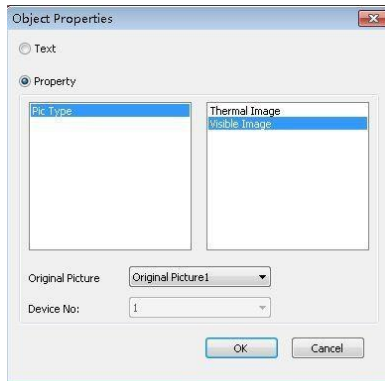 Object Properties
Text
Property
Pic Type
Thermal Image
Visible Image
Original Picture
Original Picture1
Device No:
1
OK
Cancel